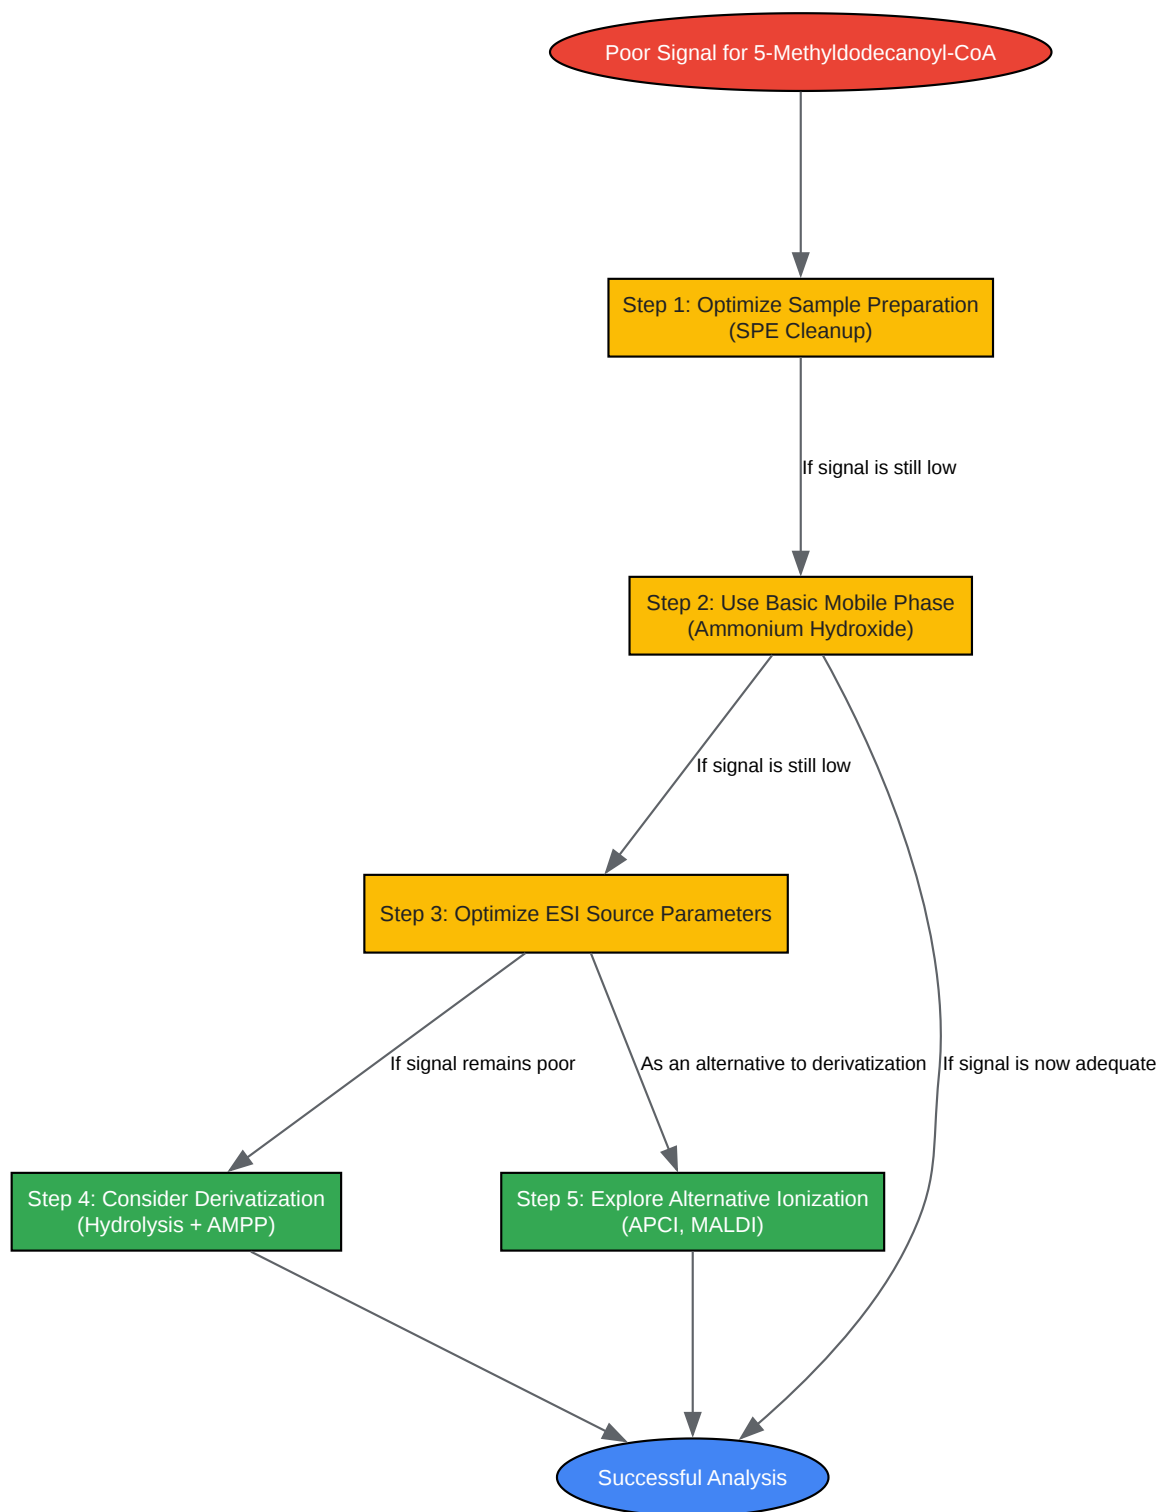 Poor Signal for 5-Methyldodecanoyl-CoA
Step 1: Optimize Sample Preparation
(SPE Cleanup)
If signal is still low
Step 2: Use Basic Mobile Phase
(Ammonium Hydroxide)
If signal is still low
Step 3: Optimize ESI Source Parameters
If signal remains poor
As an alternative to derivatization
If signal is now adequate
Step 4: Consider Derivatization
(Hydrolysis + AMPP)
Step 5: Explore Alternative Ionization
(APCI, MALDI)
Successful Analysis